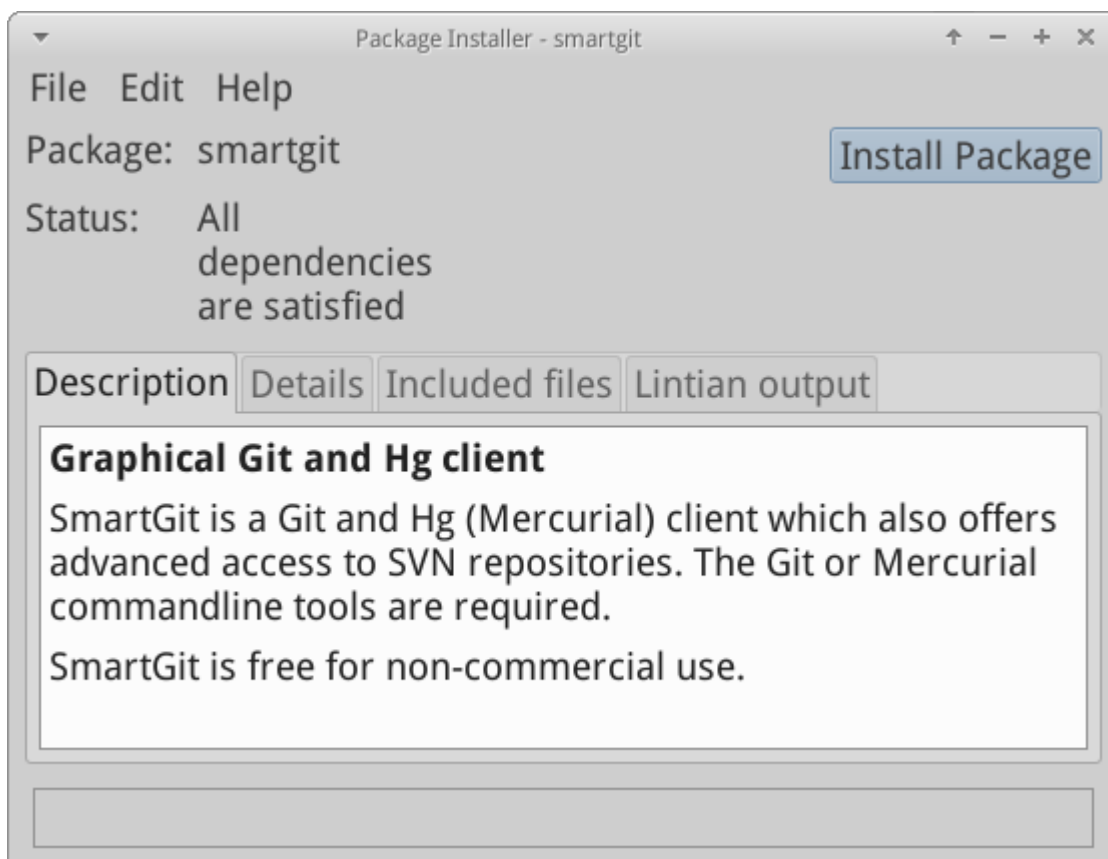 Package Installer - smartgit
File Edit Help
Package: smartgit
Install Package
Status: All
dependencies
are satisfied
Description Details Included files Lintian output
Graphical Git and Hg client
SmartGit is a Git and Hg (Mercurial) client which also offers
advanced access to SVN repositories. The Git or Mercurial
commandline tools are required.
SmartGit is free for non-commercial use.